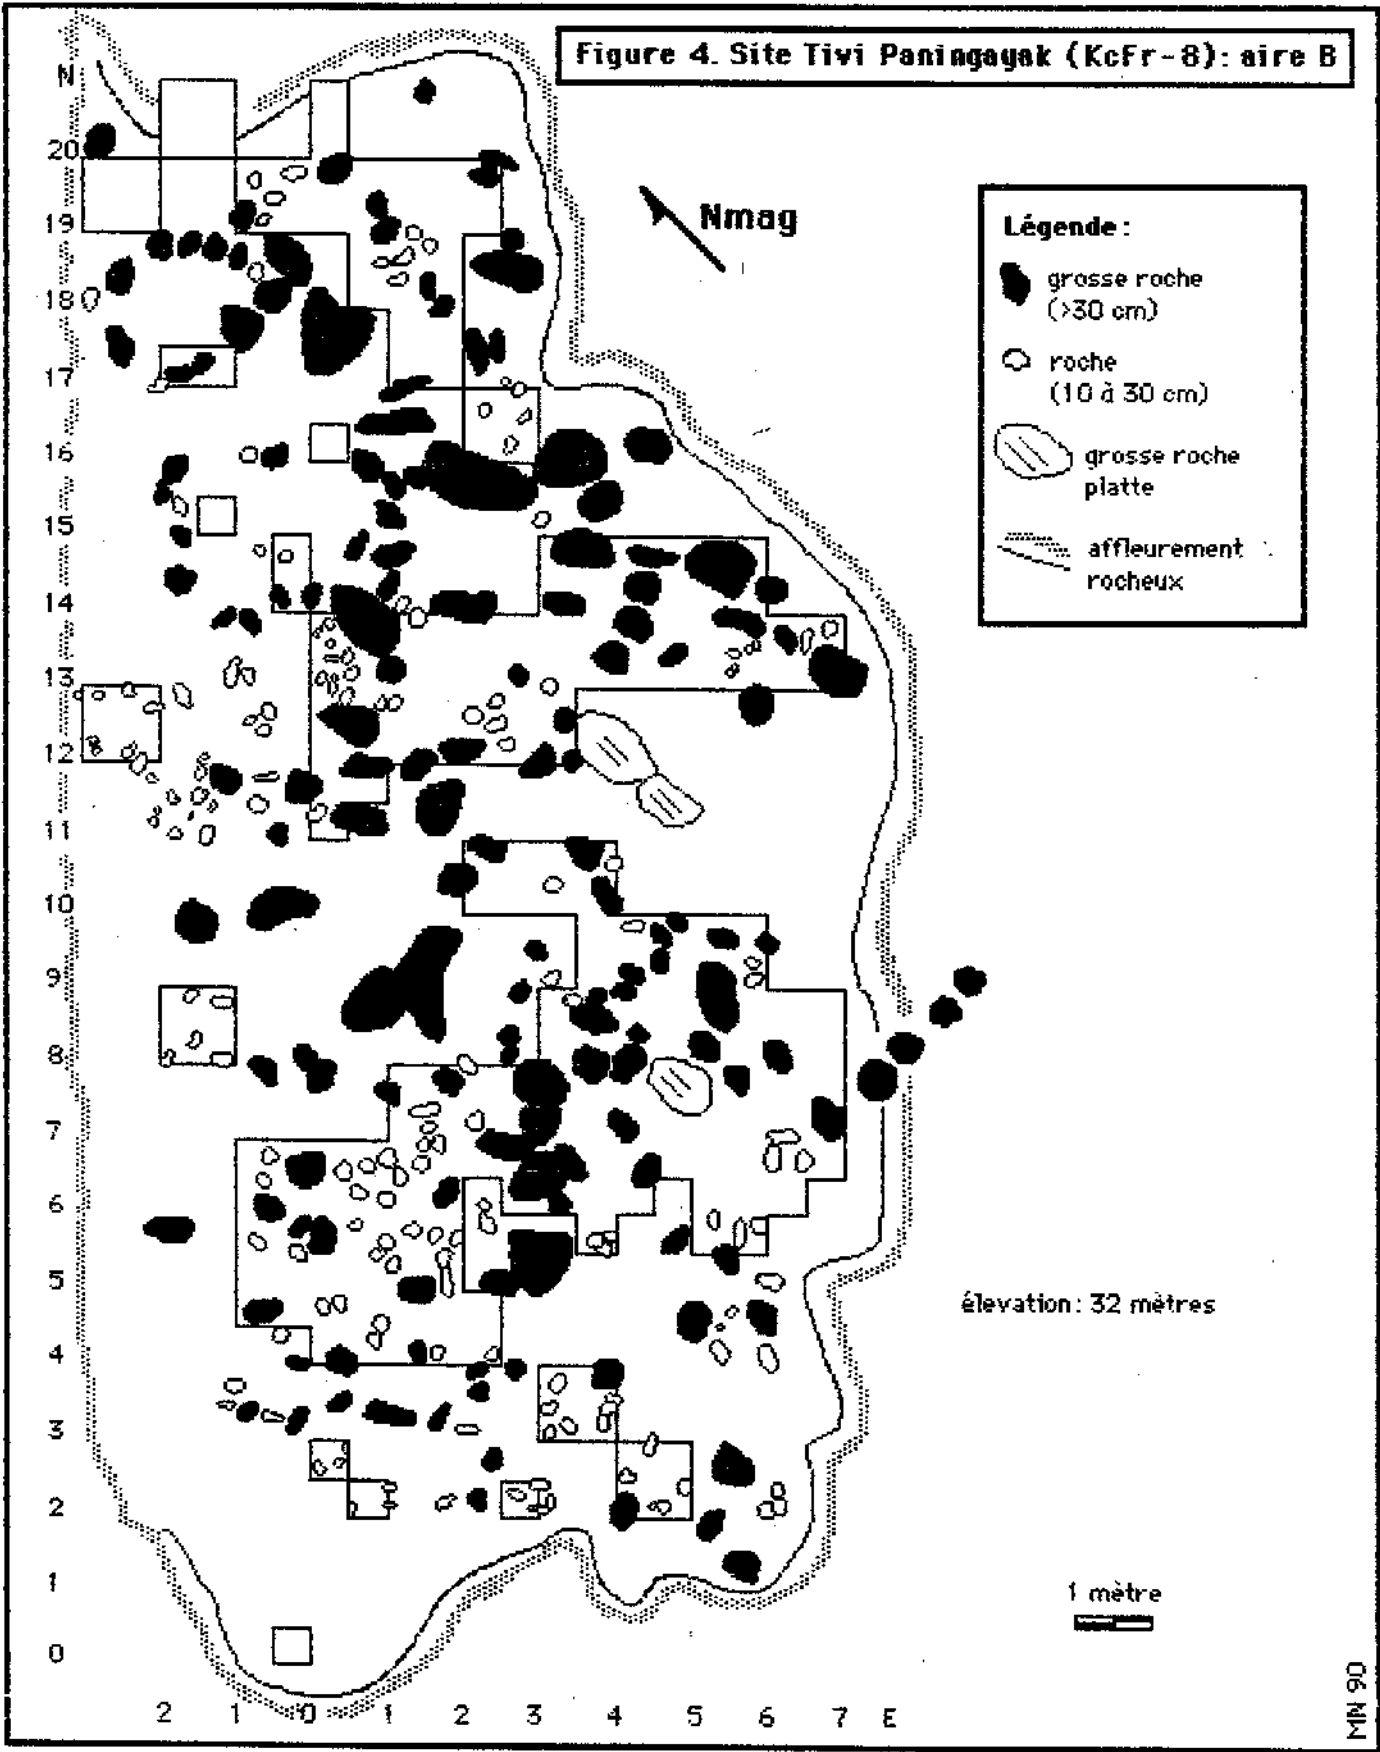 Figure 4. Site Tivi Paningayak (KcFr-8): aire B
N
20
19
18
17
16
15
14
13
12
11
10
9
8
7
6
5
4
3
2
1
0
2 1 0 1 2 3 4 5 6 7 E
Nmag
Légende :
grosse roche
(>30 cm)
roche
(10 à 30 cm)
grosse roche
platte
affleurement
rocheux
élevation: 32 mètres
1 mètre
MN 90